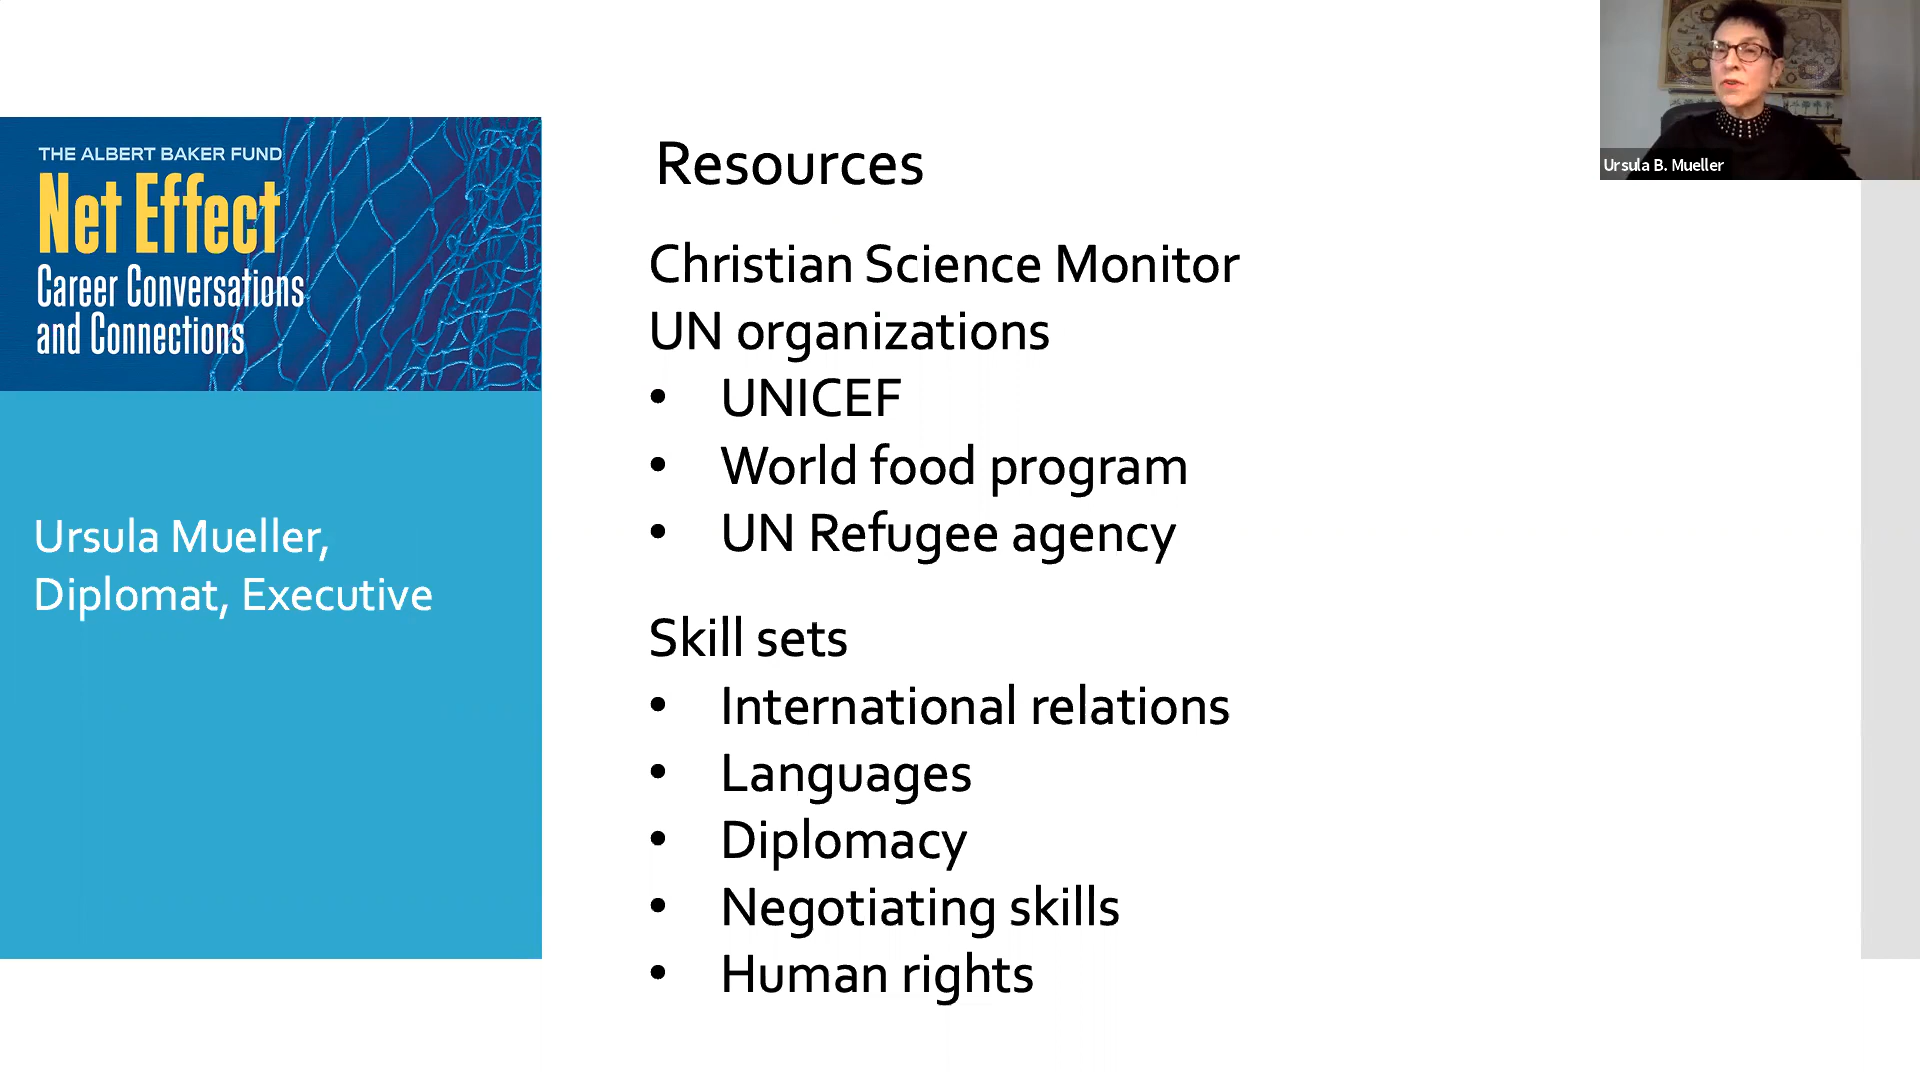 THE ALBERT BAKER FUND
Net Effect
Career Conversations
and Connections
Ursula Mueller,
Diplomat, Executive
Resources
Christian Science Monitor
UN organizations
• UNICEF
• World food program
• UN Refugee agency
Skill sets
• International relations
• Languages
• Diplomacy
• Negotiating skills
• Human rights
Ursula B. Mueller